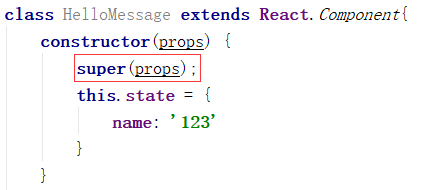 class HelloMessage extends React.Component{
constructor(props) {
super(props);
this.state = {
name: '123'
}
}